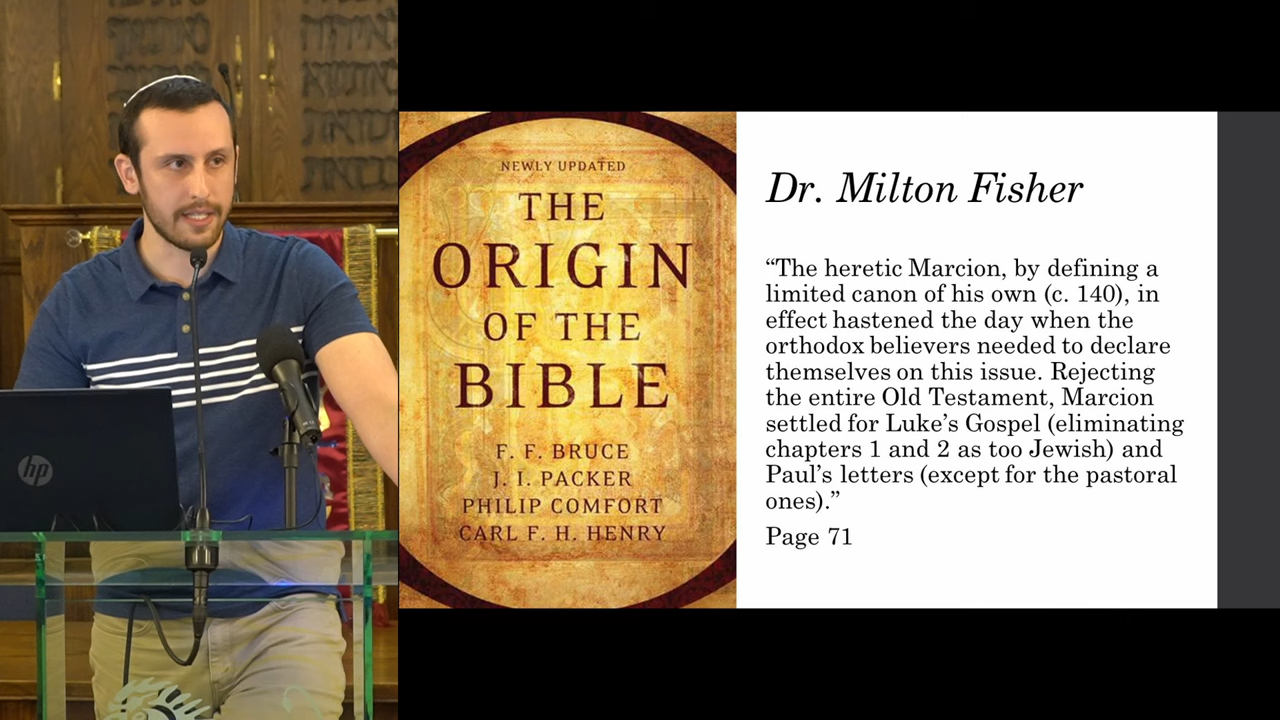 NEWLY UPDATED
THE
ORIGIN
OF THE
BIBLE
F. F. BRUCE
J. I. PACKER
PHILIP COMFORT
CARL F. H. HENRY
Dr. Milton Fisher
“The heretic Marcion, by defining a
limited canon of his own (c. 140), in
effect hastened the day when the
orthodox believers needed to declare
themselves on this issue. Rejecting
the entire Old Testament, Marcion
settled for Luke’s Gospel (eliminating
chapters 1 and 2 as too Jewish) and
Paul’s letters (except for the pastoral
ones).”
Page 71
hp